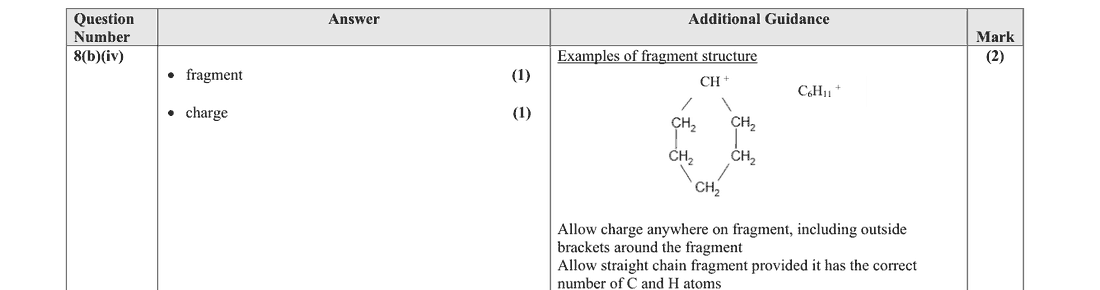 Question Number Answer Additional Guidance Mark
8(b)(iv) Examples of fragment structure (2)
• fragment (1)
CH⁺ C₆H₁₁⁺
• charge (1)
CH₂ CH₂
CH₂ CH₂
CH₂
Allow charge anywhere on fragment, including outside
brackets around the fragment
Allow straight chain fragment provided it has the correct
number of C and H atoms